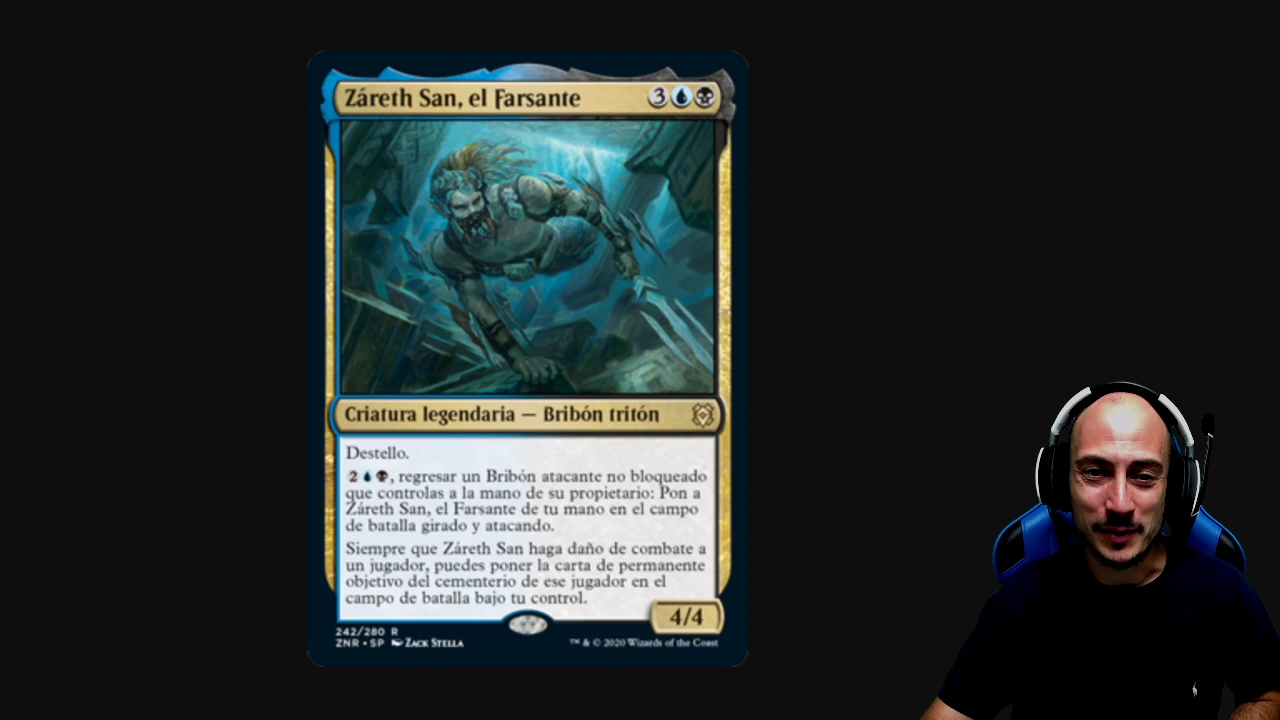 Záreth San, el Farsante 3
Criatura legendaria — Bribón tritón
Destello.
2, regresar un Bribón atacante no bloqueado
que controlas a la mano de su propietario: Pon a
Záreth San, el Farsante de tu mano en el campo
de batalla girado y atacando.
Siempre que Záreth San haga daño de combate a
un jugador, puedes poner la carta de permanente
objetivo del cementerio de ese jugador en el
campo de batalla bajo tu control.
4/4
242/280 R
ZNR • SP Zack Stella
™ & © 2020 Wizards of the Coast